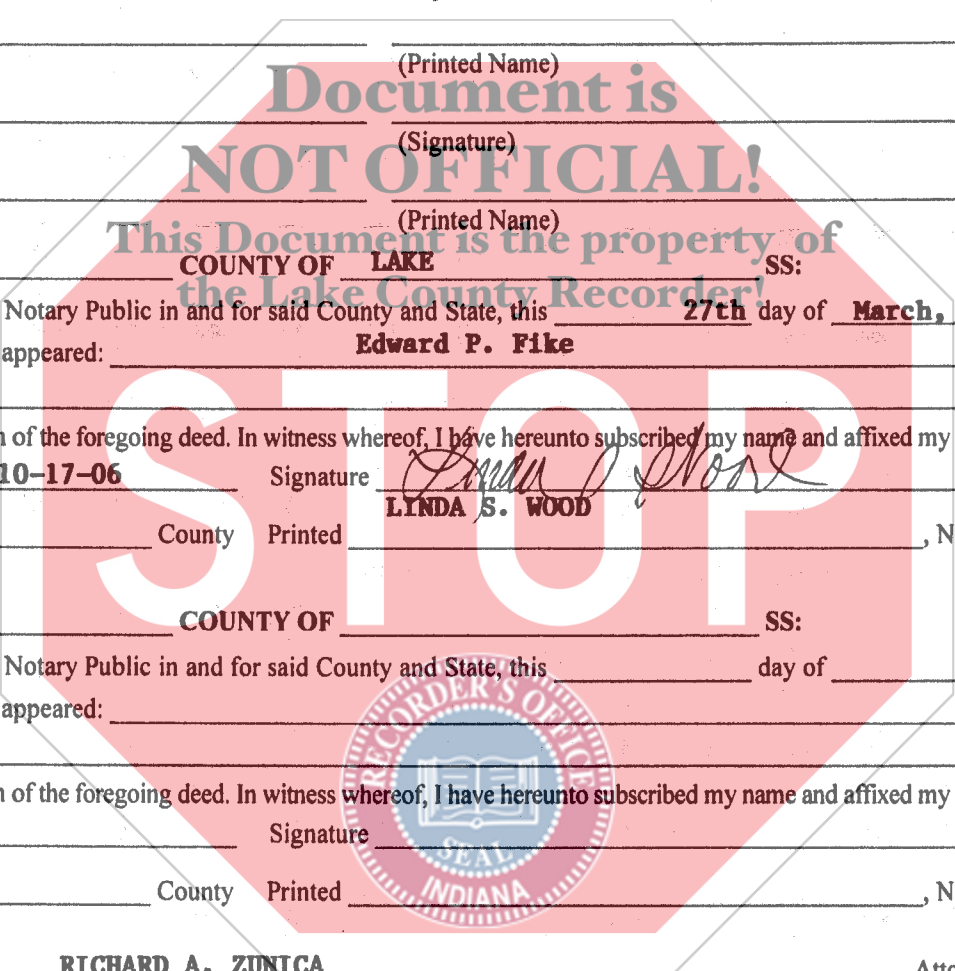 (Printed Name)
Document is
(Signature)
NOT OFFICIAL!
(Printed Name)
This Document is the property of
COUNTY OF LAKE SS:
the Lake County Recorder!
Notary Public in and for said County and State, this 27th day of March,
appeared: Edward P. Fike
STOP
n of the foregoing deed. In witness whereof, I have hereunto subscribed my name and affixed my
10-17-06 Signature Linda S Wood
LYNDA S. WOOD
County Printed , N
COUNTY OF SS:
Notary Public in and for said County and State, this day of
appeared:
RECORDER'S OFFICE
n of the foregoing deed. In witness whereof, I have hereunto subscribed my name and affixed my
Signature
SEAL
INDIANA
County Printed , N
RICHARD A. ZUNICA Atto